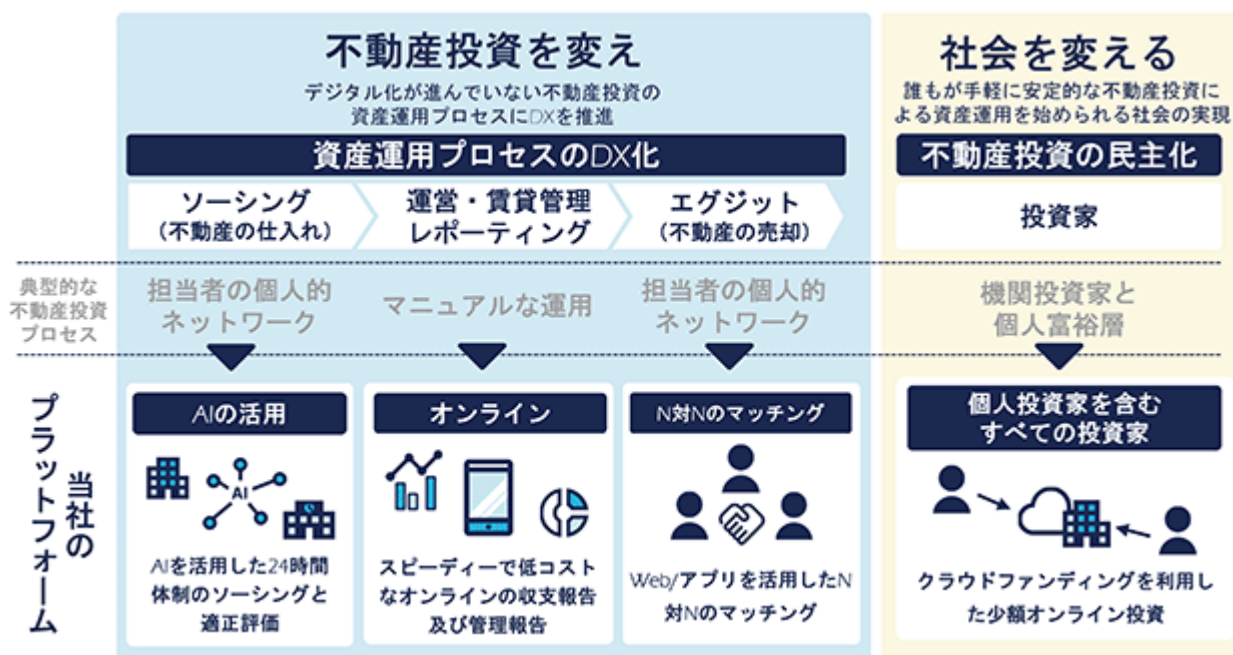 不動産投資を変え
デジタル化が進んでいない不動産投資の
資産運用プロセスにDXを推進
資産運用プロセスのDX化
ソーシング
(不動産の仕入れ)
運営・賃貸管理
レポーティング
エグジット
(不動産の売却)
社会を変える
誰もが手軽に安定的な不動産投資に
よる資産運用を始められる社会の実現
不動産投資の民主化
投資家
典型的な
不動産投資
プロセス
担当者の個人的
ネットワーク
マニュアルな運用
担当者の個人的
ネットワーク
機関投資家と
個人富裕層
当社の
プラットフォーム
AIの活用
AI
AIを活用した24時間
体制のソーシングと
適正評価
オンライン
スピーディーで低コスト
なオンラインの収支報告
及び管理報告
N対Nのマッチング
Web/アプリを活用したN
対Nのマッチング
個人投資家を含む
すべての投資家
クラウドファンディングを利用し
た少額オンライン投資